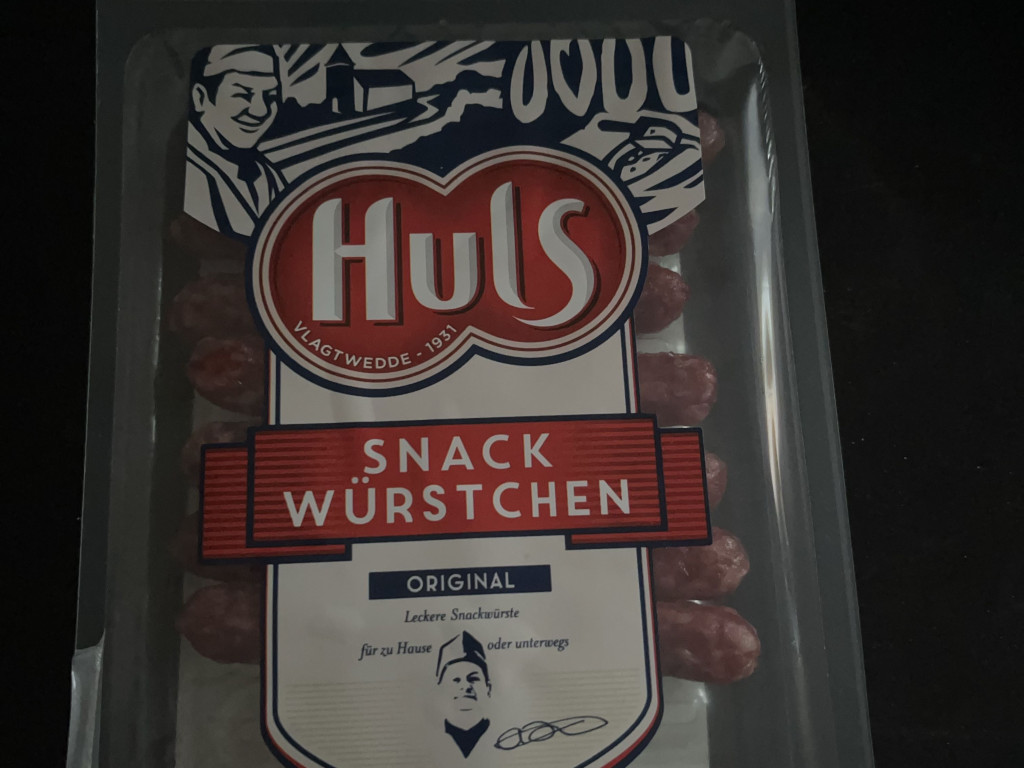 Huls
VLAGTWEDDE - 1931
SNACK
WÜRSTCHEN
ORIGINAL
Leckere Snackwürste
für zu Hause oder unterwegs